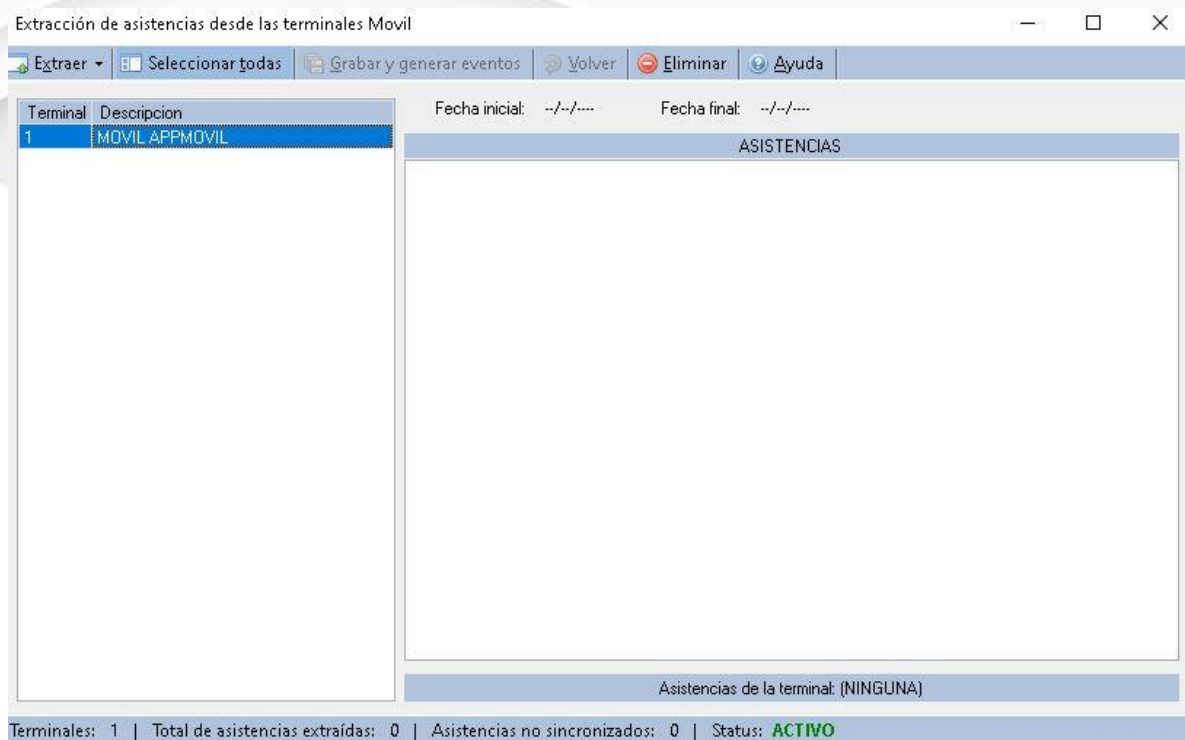 Extracción de asistencias desde las terminales Movil
Extraer Seleccionar todas Grabar y generar eventos Volver Eliminar Ayuda
Terminal Descripcion
1 MOVIL APPMOVIL
Fecha inicial: --/--/---- Fecha final: --/--/----
ASISTENCIAS
Asistencias de la terminal: (NINGUNA)
Terminales: 1 | Total de asistencias extraídas: 0 | Asistencias no sincronizados: 0 | Status: ACTIVO